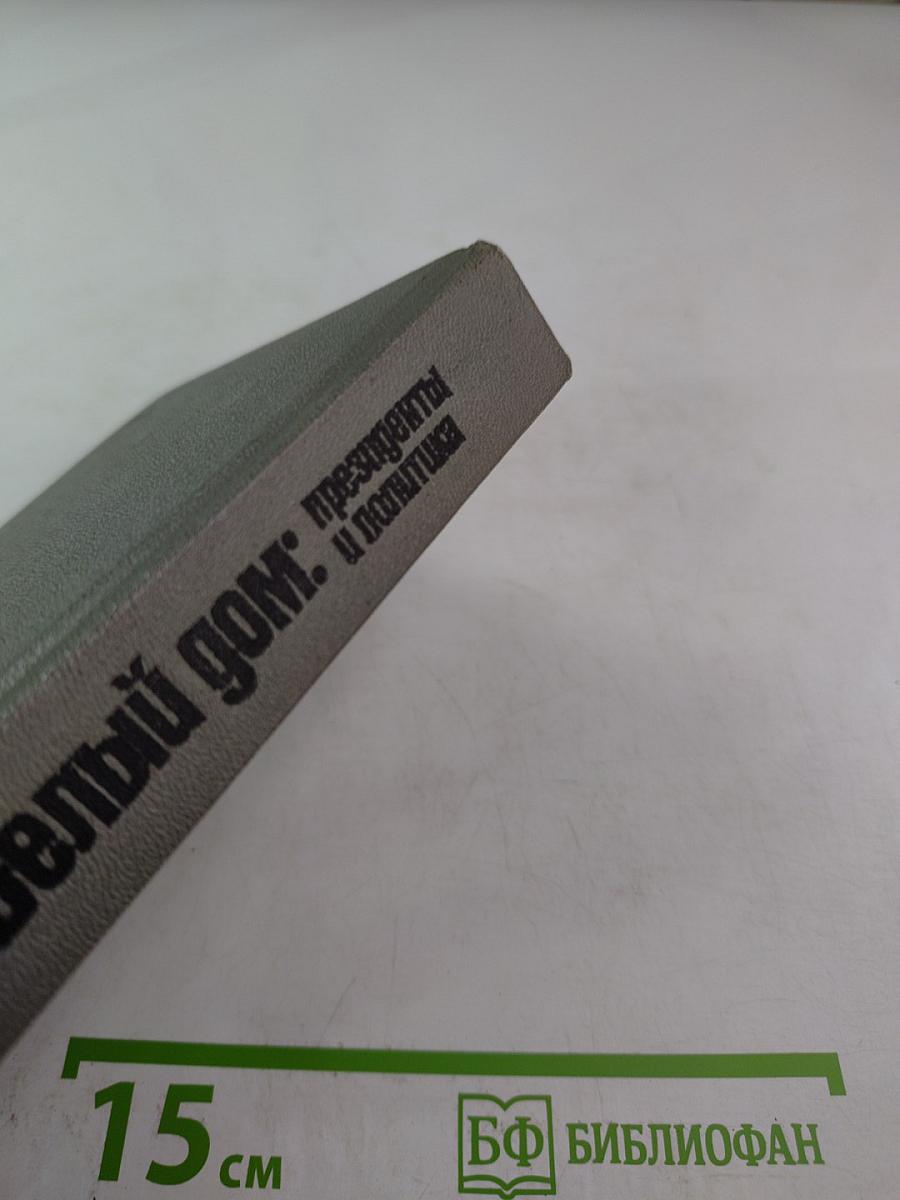 Белый дом:
президенты
и политика
15 см
БФ БИБЛИОФАН